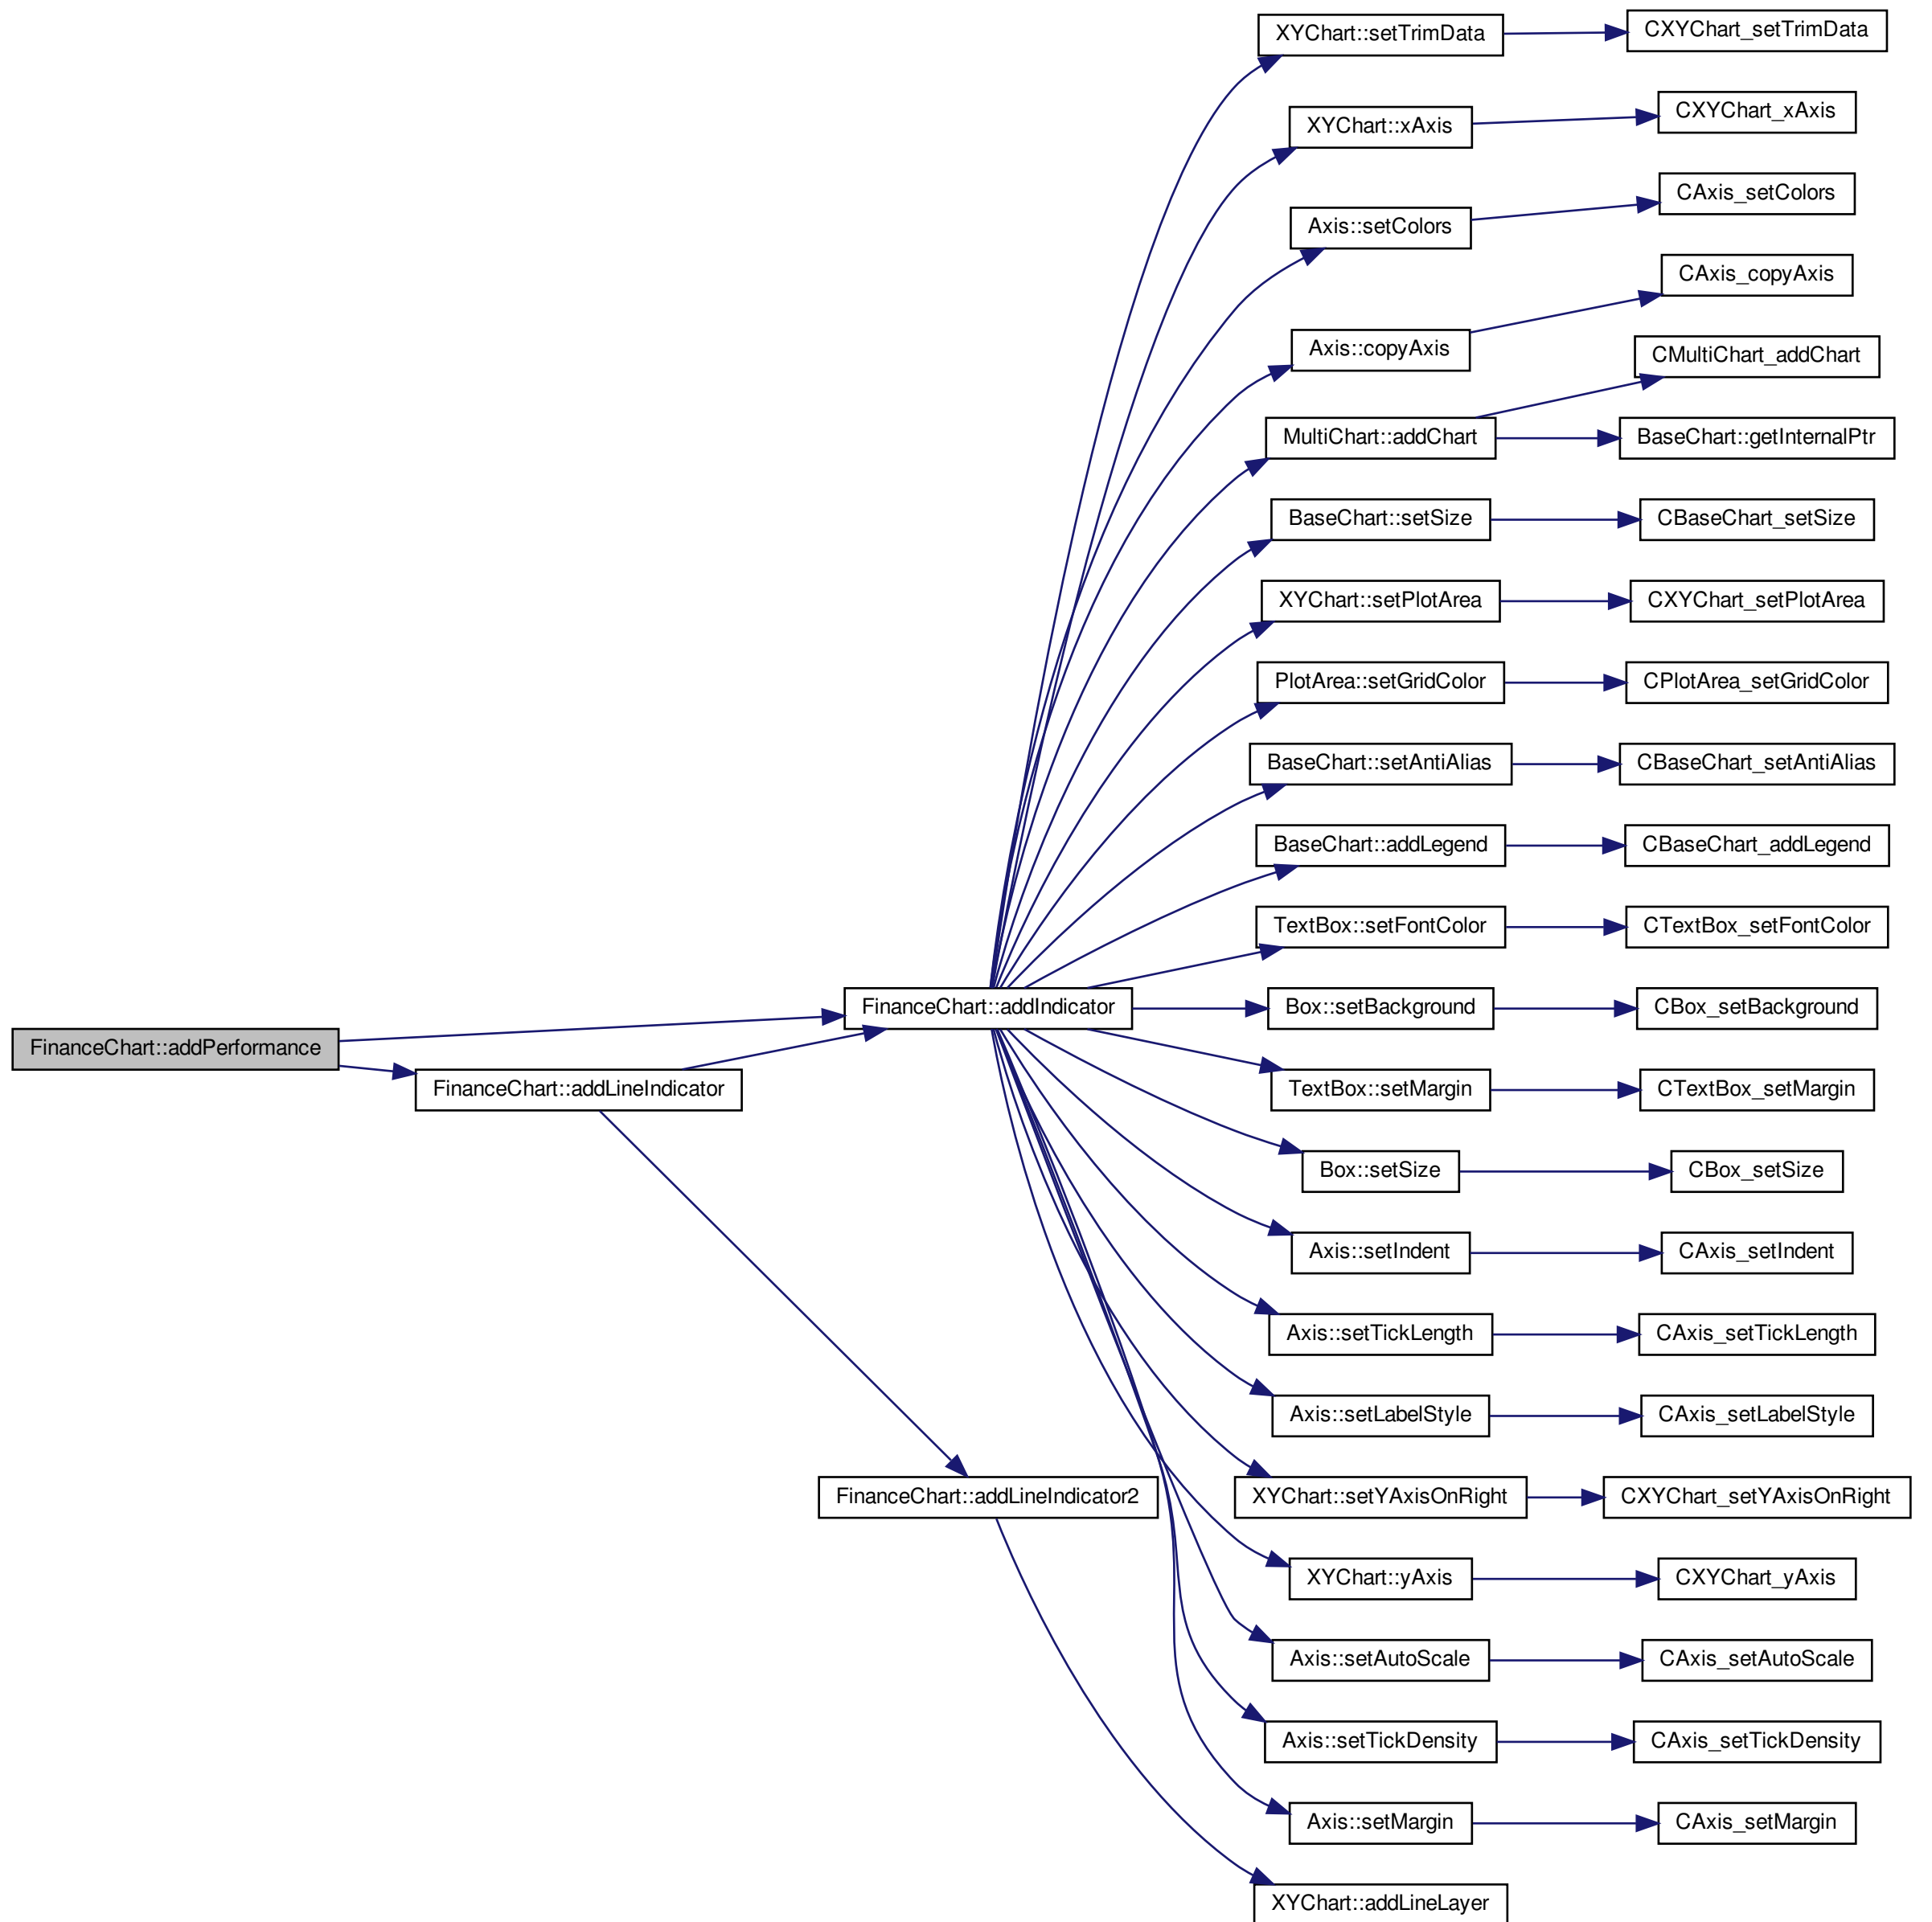 XYChart::setTrimData
CXYChart_setTrimData
XYChart::xAxis
CXYChart_xAxis
Axis::setColors
CAxis_setColors
Axis::copyAxis
CAxis_copyAxis
CMultiChart_addChart
MultiChart::addChart
BaseChart::getInternalPtr
BaseChart::setSize
CBaseChart_setSize
XYChart::setPlotArea
CXYChart_setPlotArea
PlotArea::setGridColor
CPlotArea_setGridColor
BaseChart::setAntiAlias
CBaseChart_setAntiAlias
BaseChart::addLegend
CBaseChart_addLegend
TextBox::setFontColor
CTextBox_setFontColor
FinanceChart::addIndicator
Box::setBackground
CBox_setBackground
FinanceChart::addPerformance
FinanceChart::addLineIndicator
TextBox::setMargin
CTextBox_setMargin
Box::setSize
CBox_setSize
Axis::setIndent
CAxis_setIndent
Axis::setTickLength
CAxis_setTickLength
Axis::setLabelStyle
CAxis_setLabelStyle
FinanceChart::addLineIndicator2
XYChart::setYAxisOnRight
CXYChart_setYAxisOnRight
XYChart::yAxis
CXYChart_yAxis
Axis::setAutoScale
CAxis_setAutoScale
Axis::setTickDensity
CAxis_setTickDensity
Axis::setMargin
CAxis_setMargin
XYChart::addLineLayer